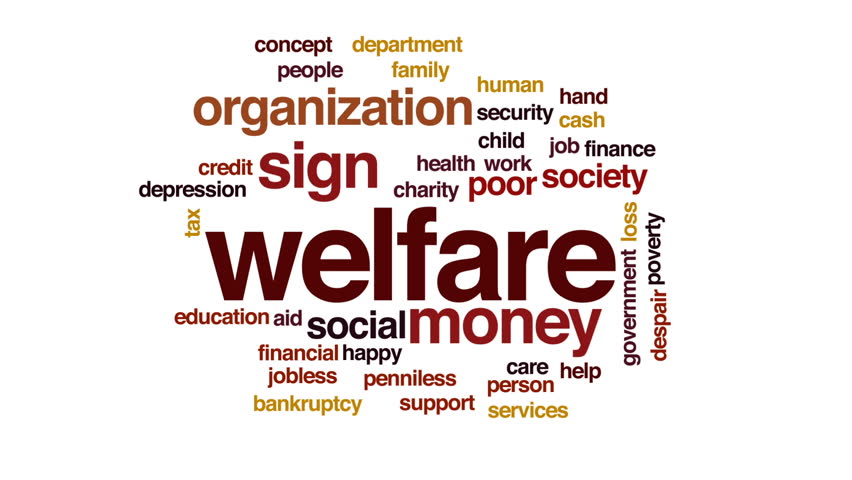 concept department
people family
human
organization security hand
cash
child job finance
sign health work
credit charity poor society
depression
tax welfare loss
poverty
government
despair
education aid social money
financial happy
jobless penniless care help
person
bankruptcy support services